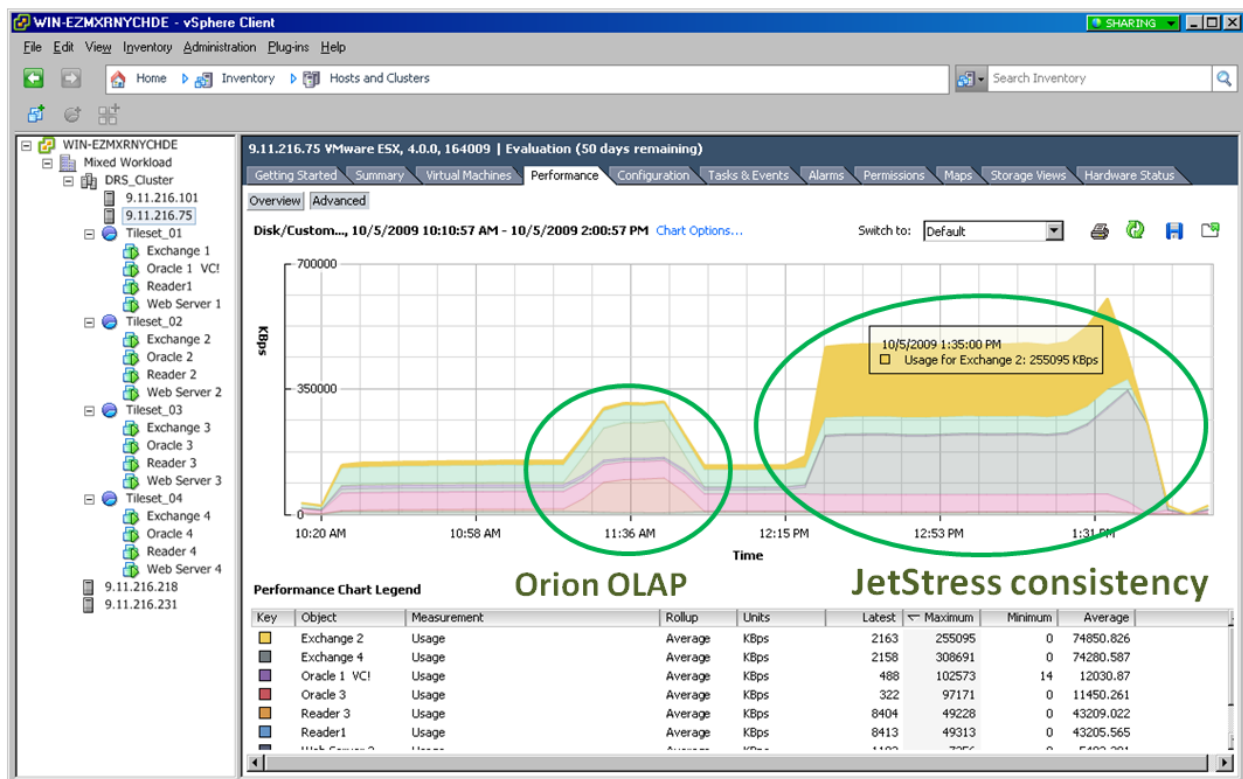 WIN-EZMXRNYCHDE - vSphere Client
SHARING
File Edit View Inventory Administration Plug-ins Help
Home Inventory Hosts and Clusters
Search Inventory
WIN-EZMXRNYCHDE
Mixed Workload
DRS_Cluster
9.11.216.101
9.11.216.75
Tileset_01
Exchange 1
Oracle 1 VC!
Reader1
Web Server 1
Tileset_02
Exchange 2
Oracle 2
Reader 2
Web Server 2
Tileset_03
Exchange 3
Oracle 3
Reader 3
Web Server 3
Tileset_04
Exchange 4
Oracle 4
Reader 4
Web Server 4
9.11.216.218
9.11.216.231
9.11.216.75 VMware ESX, 4.0.0, 164009 | Evaluation (50 days remaining)
Getting Started Summary Virtual Machines Performance Configuration Tasks & Events Alarms Permissions Maps Storage Views Hardware Status
Overview Advanced
Disk/Custom..., 10/5/2009 10:10:57 AM - 10/5/2009 2:00:57 PM Chart Options... Switch to: Default
700000
KBps
10/5/2009 1:35:00 PM
Usage for Exchange 2: 255095 KBps
350000
0
10:20 AM 10:58 AM 11:36 AM 12:15 PM 12:53 PM 1:31 PM
Time
Orion OLAP JetStress consistency
Performance Chart Legend
Key Object Measurement Rollup Units Latest Maximum Minimum Average
Exchange 2 Usage Average KBps 2163 255095 0 74850.826
Exchange 4 Usage Average KBps 2158 308691 0 74280.587
Oracle 1 VC! Usage Average KBps 488 102573 14 12030.87
Oracle 3 Usage Average KBps 322 97171 0 11450.261
Reader 3 Usage Average KBps 8404 49228 0 43209.022
Reader1 Usage Average KBps 8413 49313 0 43205.565